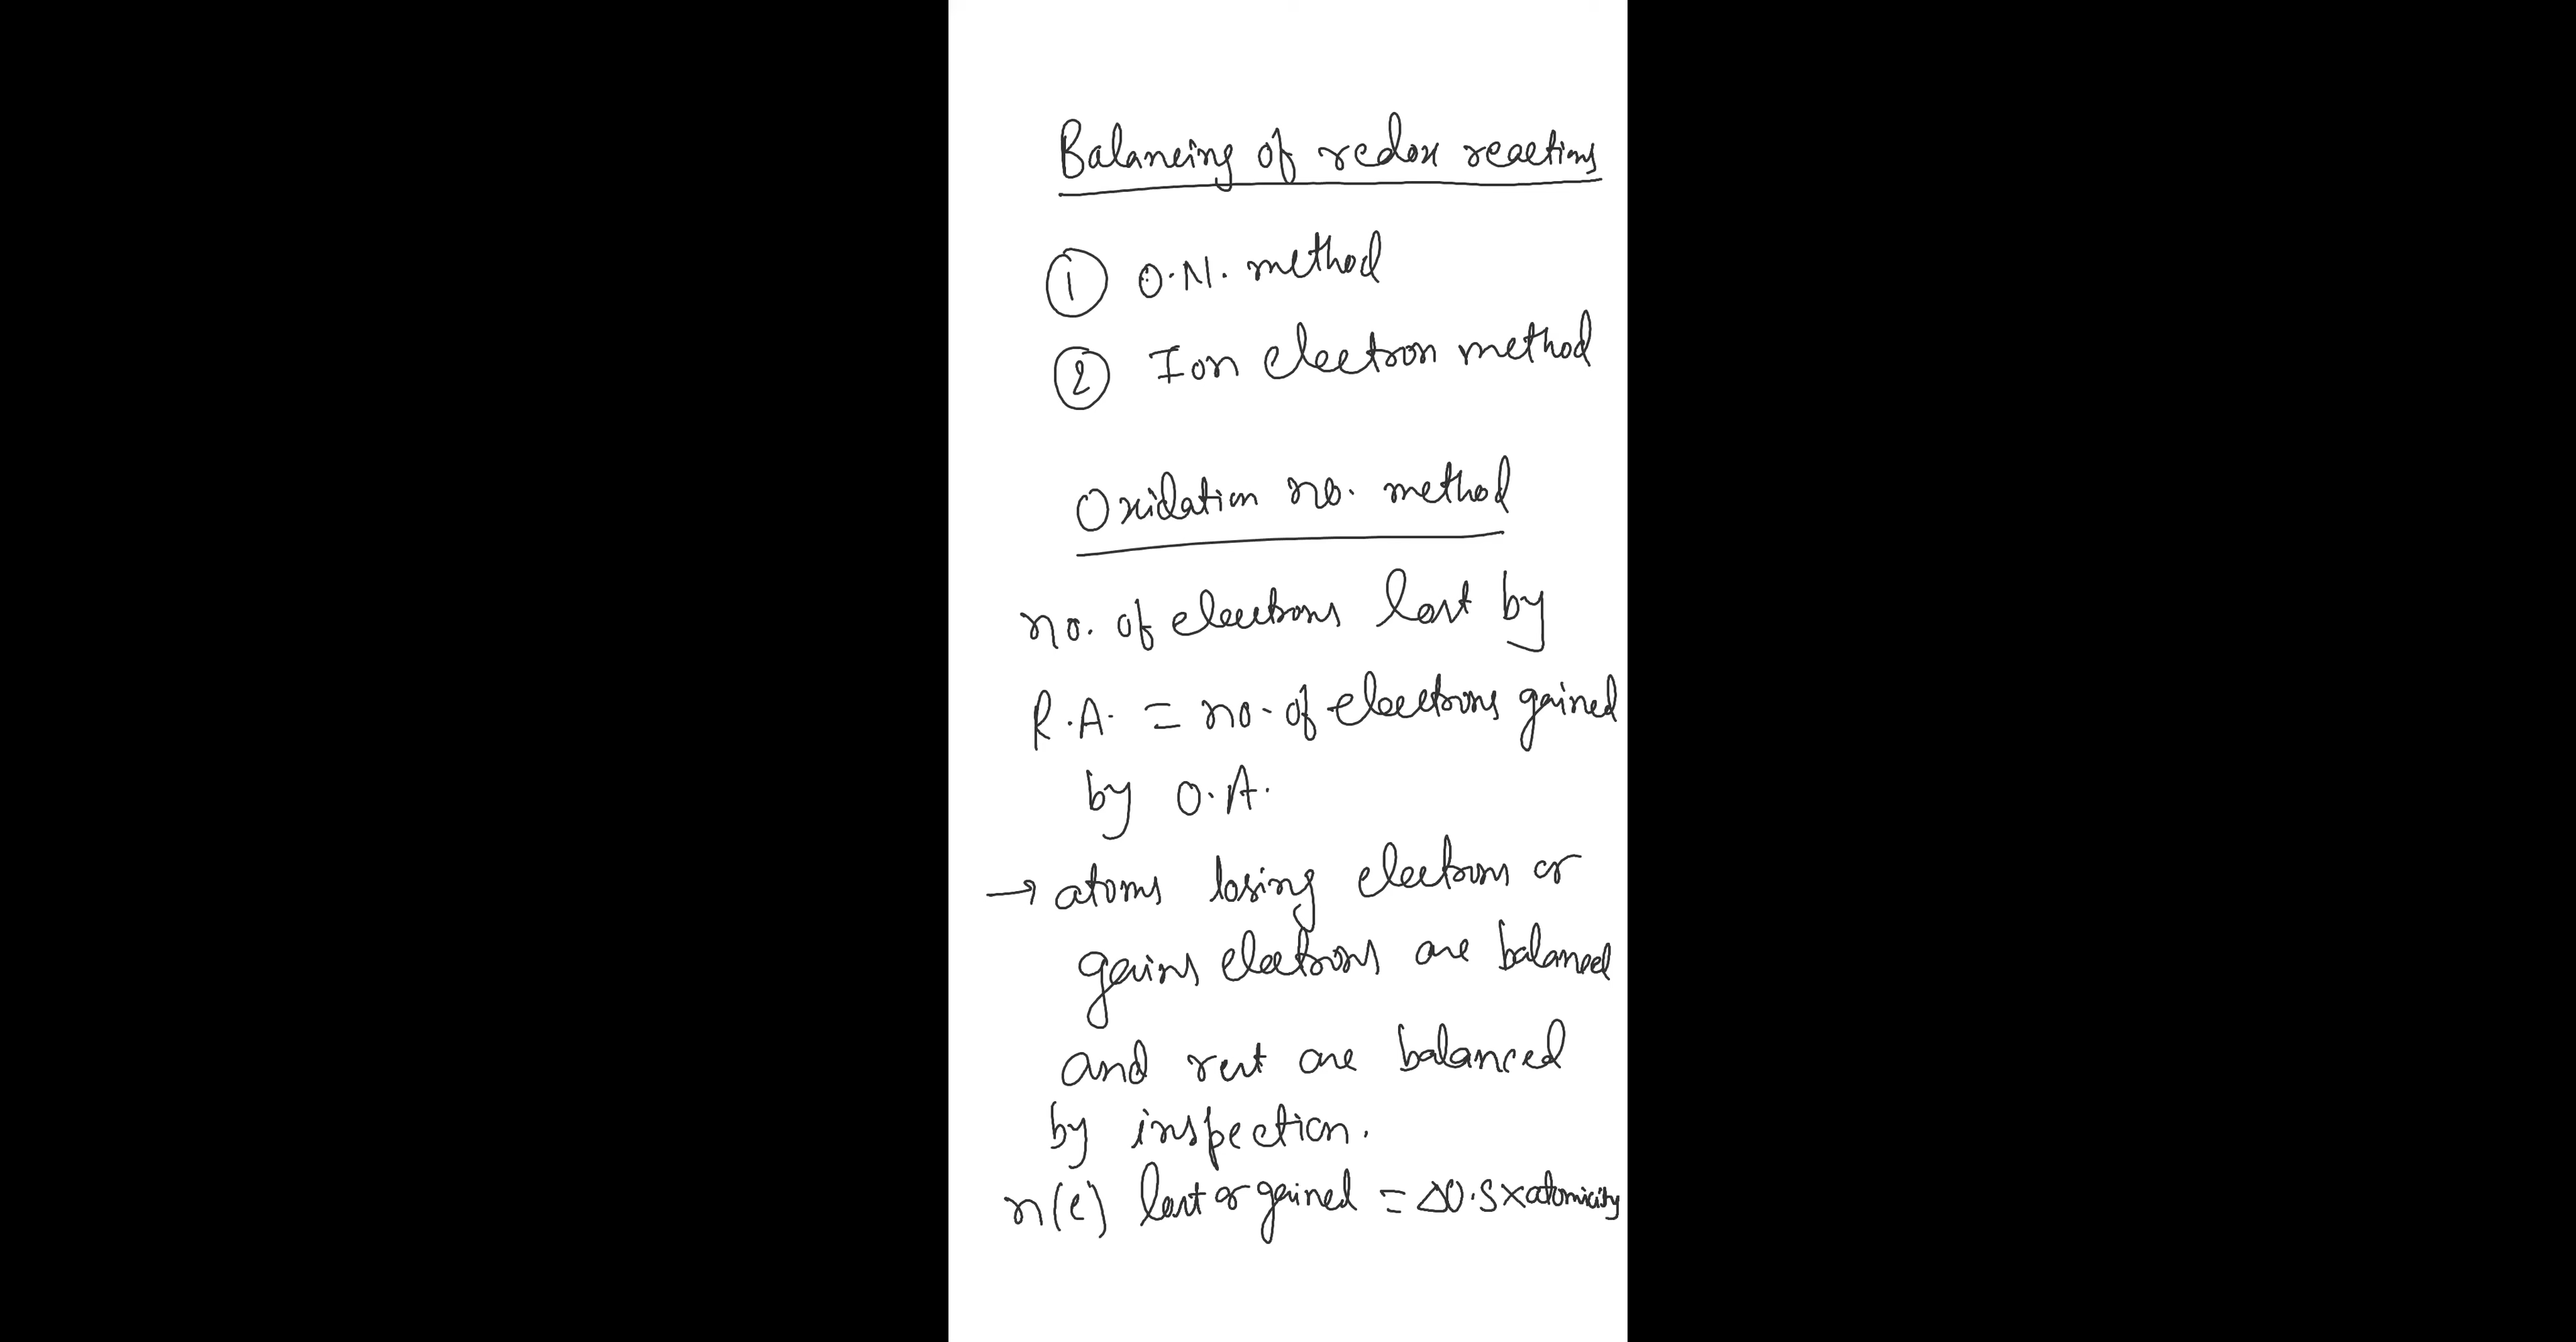 Balancing of redox reactions
① O.N. method
② Ion electron method
Oxidation no. method
no. of electrons lost by
R.A. = no. of electrons gained
by O.A.
→ atoms losing electrons or
gains electrons are balanced
and rest are balanced
by inspection.
n(e⁻) lost or gained = ΔO.S × atomicity